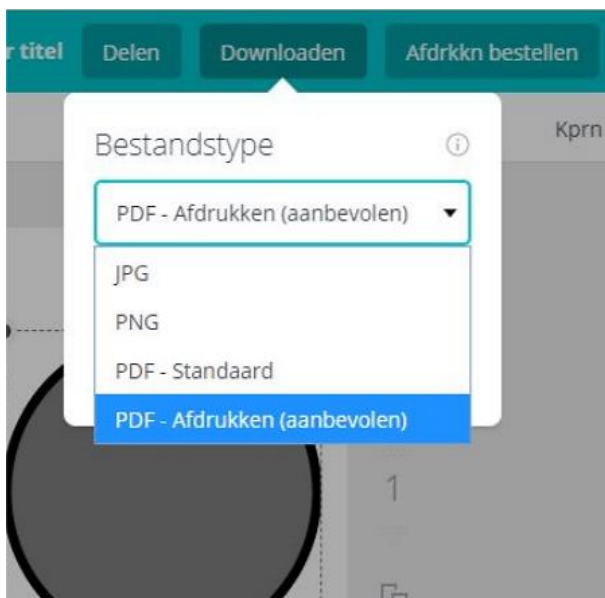 r titel Delen Downloaden Afdrkkn bestellen
Bestandstype
Kprn
PDF - Afdrukken (aanbevolen)
JPG
PNG
PDF - Standaard
PDF - Afdrukken (aanbevolen)
1